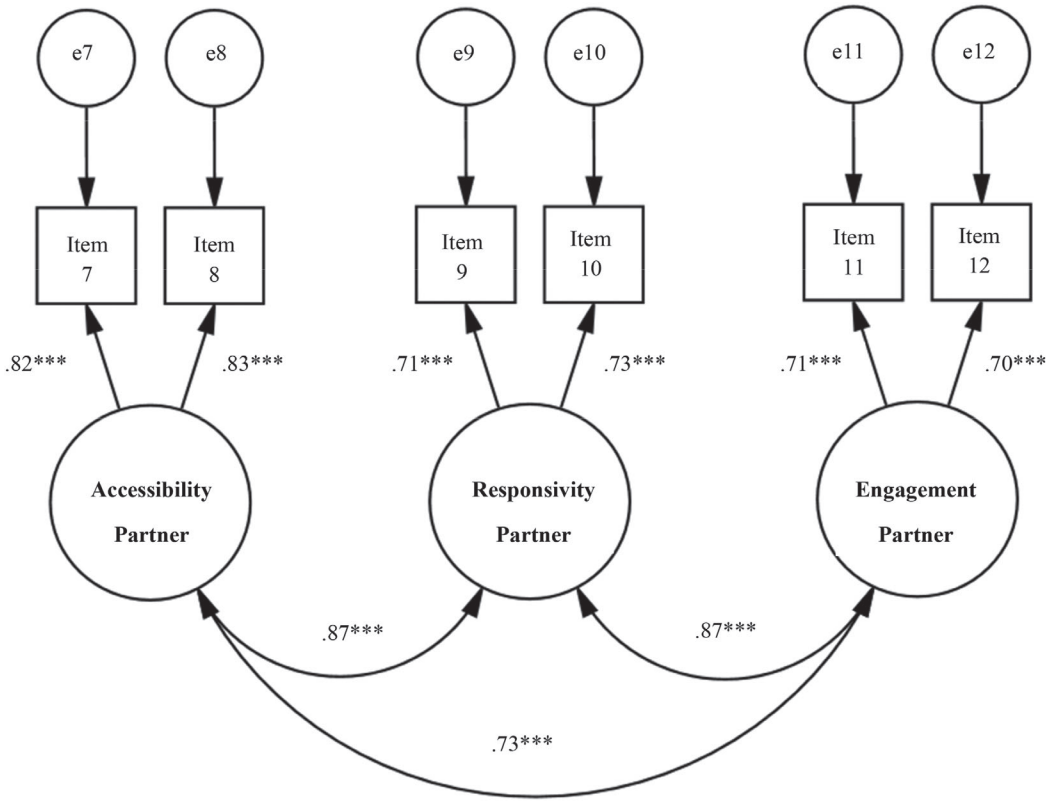 e7
e8
e9
e10
e11
e12
Item
7
Item
8
Item
9
Item
10
Item
11
Item
12
.82***
.83***
.71***
.73***
.71***
.70***
Accessibility
Partner
Responsivity
Partner
Engagement
Partner
.87***
.87***
.73***